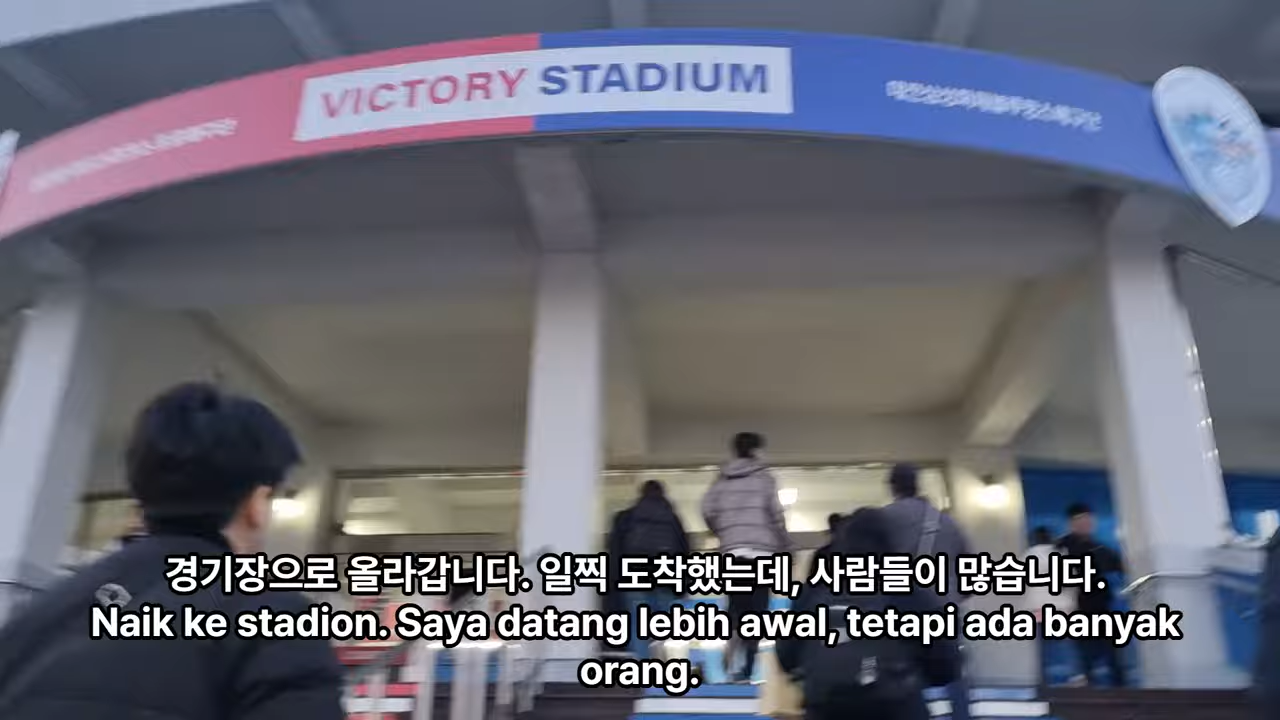 VICTORY STADIUM
경기장으로 올라갑니다. 일찍 도착했는데, 사람들이 많습니다.
Naik ke stadion. Saya datang lebih awal, tetapi ada banyak
orang.